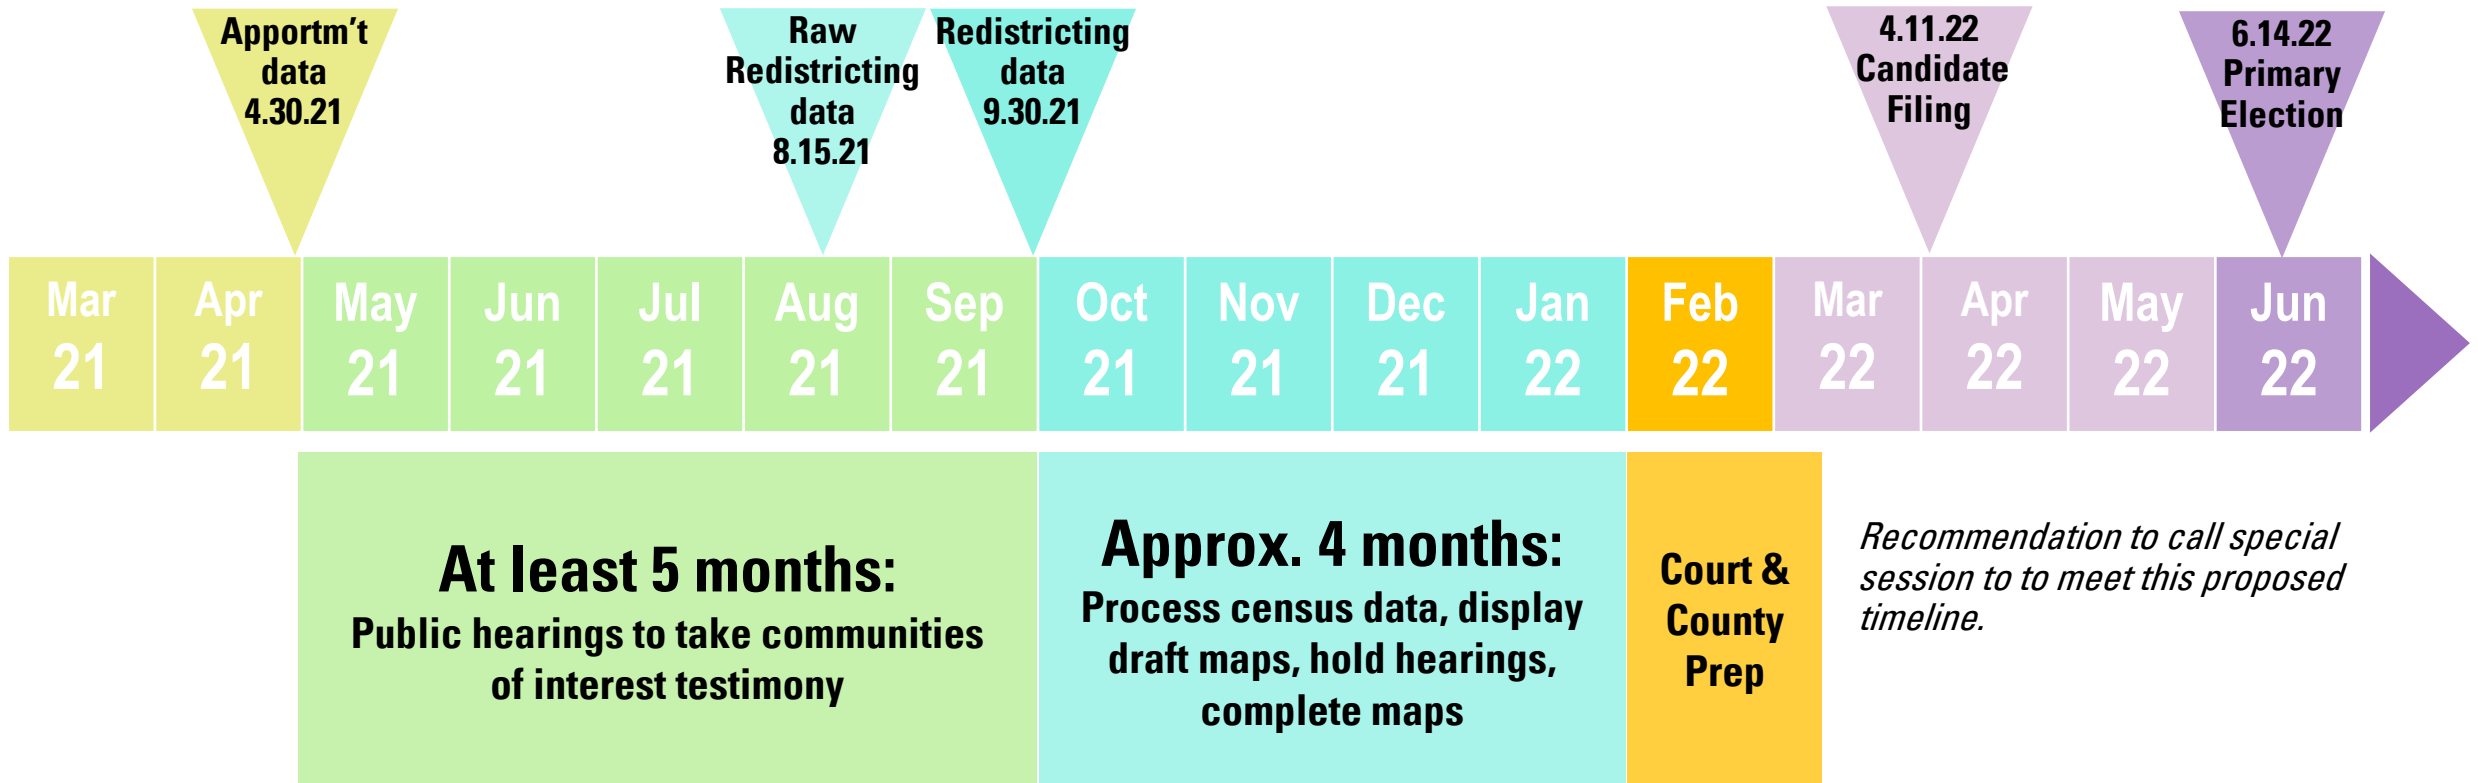 Apportm't
data
4.30.21
Raw
Redistricting
data
8.15.21
Redistricting
data
9.30.21
4.11.22
Candidate
Filing
6.14.22
Primary
Election
Mar
21
Apr
21
May
21
Jun
21
Jul
21
Aug
21
Sep
21
Oct
21
Nov
21
Dec
21
Jan
22
Feb
22
Mar
22
Apr
22
May
22
Jun
22
At least 5 months:
Public hearings to take communities
of interest testimony
Approx. 4 months:
Process census data, display
draft maps, hold hearings,
complete maps
Court &
County
Prep
Recommendation to call special
session to to meet this proposed
timeline.